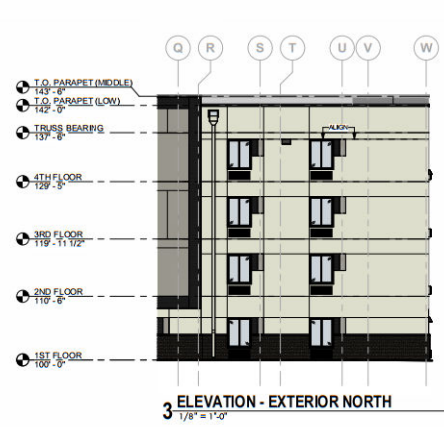 Q R S T U V W
T.O. PARAPET (MIDDLE)
143' - 6"
T.O. PARAPET (LOW)
142' - 0"
TRUSS BEARING
137' - 6"
ALIGN
4TH FLOOR
129' - 5"
3RD FLOOR
119' - 11 1/2"
2ND FLOOR
110' - 6"
1ST FLOOR
100' - 0"
3 ELEVATION - EXTERIOR NORTH
1/8" = 1'-0"